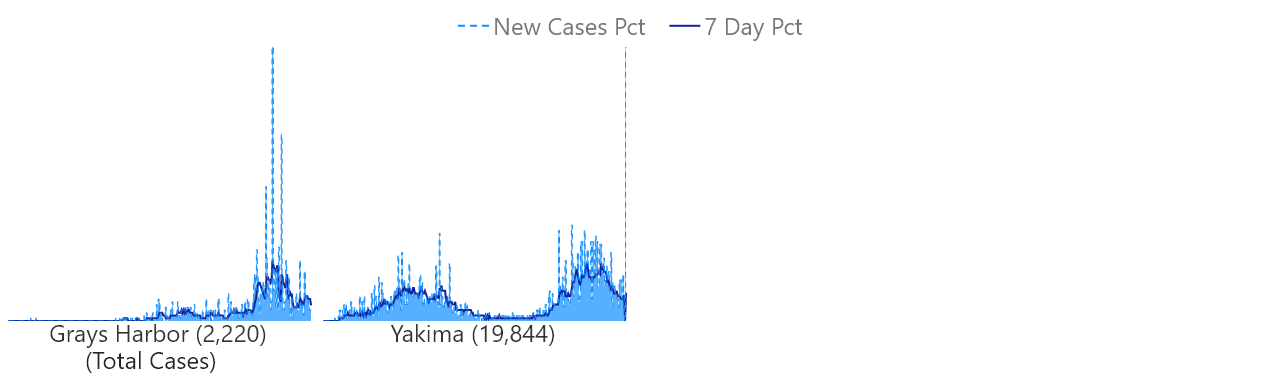 New Cases Pct 7 Day Pct
Grays Harbor (2,220) Yakima (19,844)
(Total Cases)